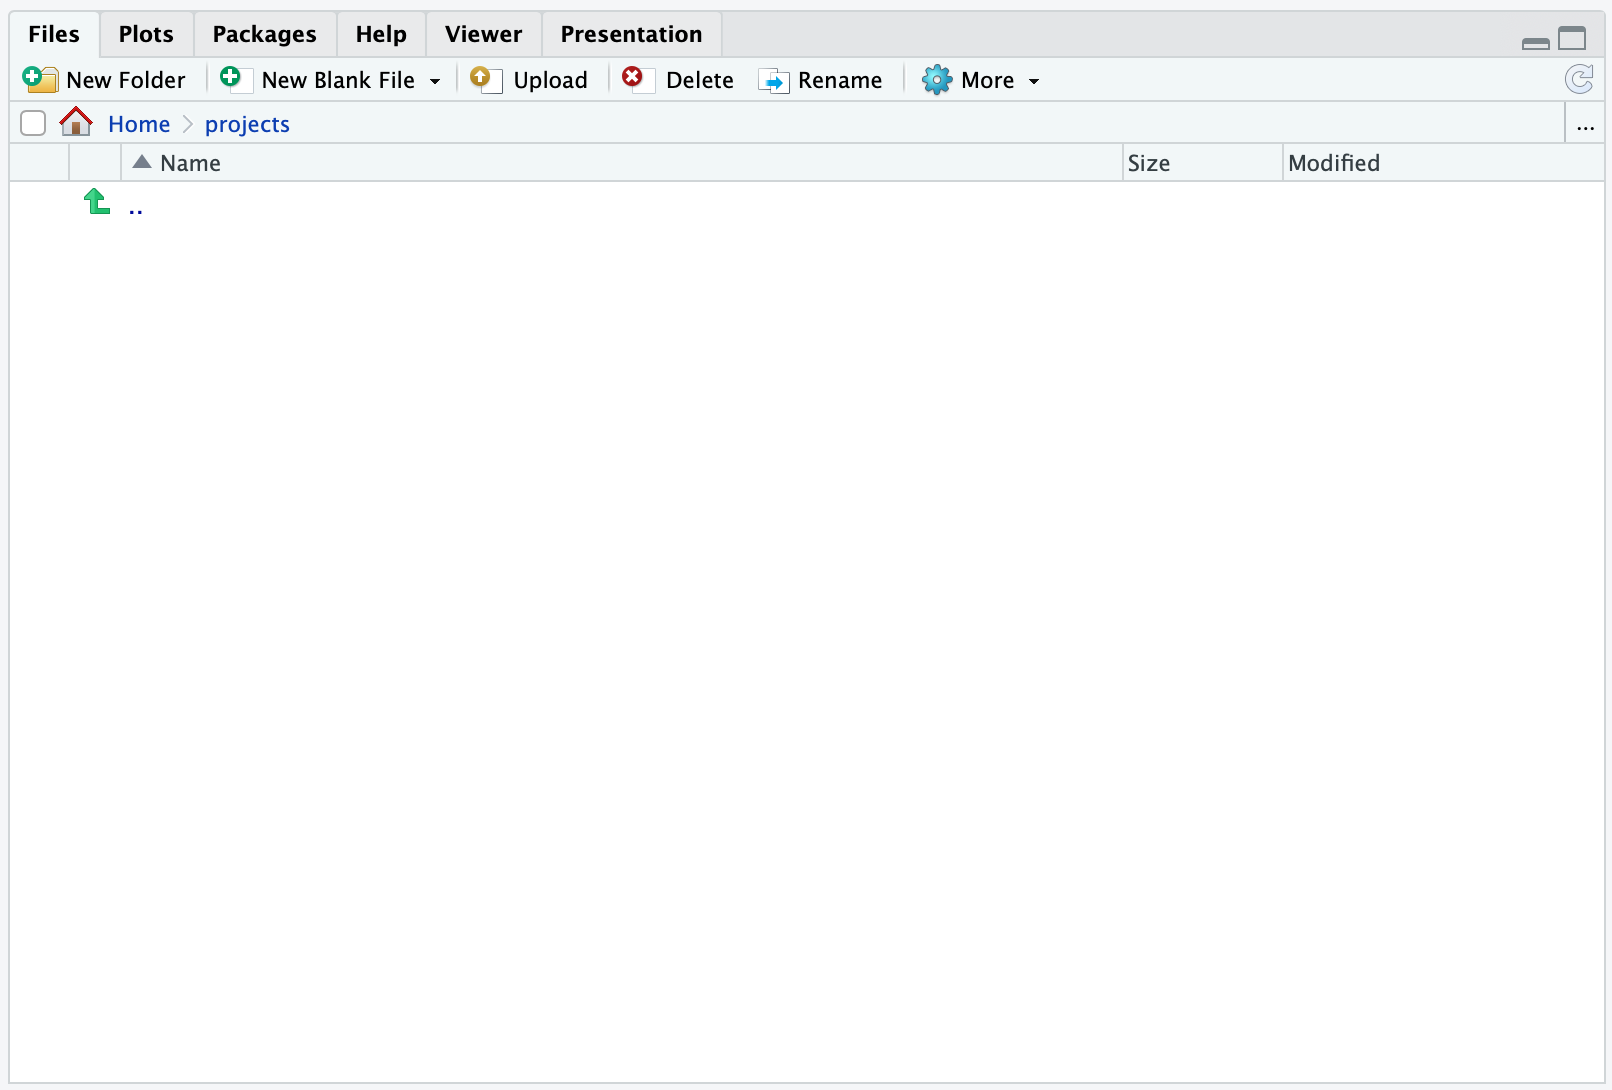 Files Plots Packages Help Viewer Presentation
New Folder New Blank File Upload Delete Rename More
Home projects ...
Name Size Modified
..